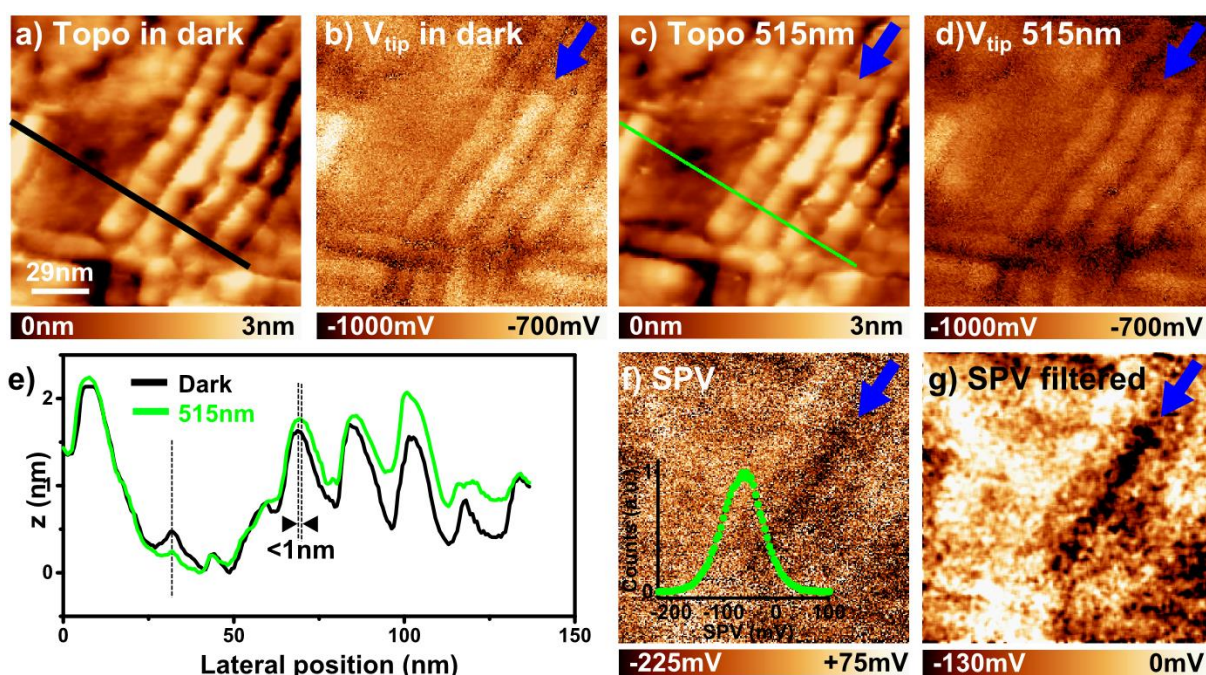 a) Topo in dark
29nm
0nm 3nm
b) Vtip in dark
-1000mV -700mV
c) Topo 515nm
0nm 3nm
d)Vtip 515nm
-1000mV -700mV
e)
Dark
515nm
<1nm
z (nm)
2
1
0
0 50 100 150
Lateral position (nm)
f) SPV
Counts (a.u.)
1
0
-200 -100 0 100
SPV (mV)
-225mV +75mV
g) SPV filtered
-130mV 0mV